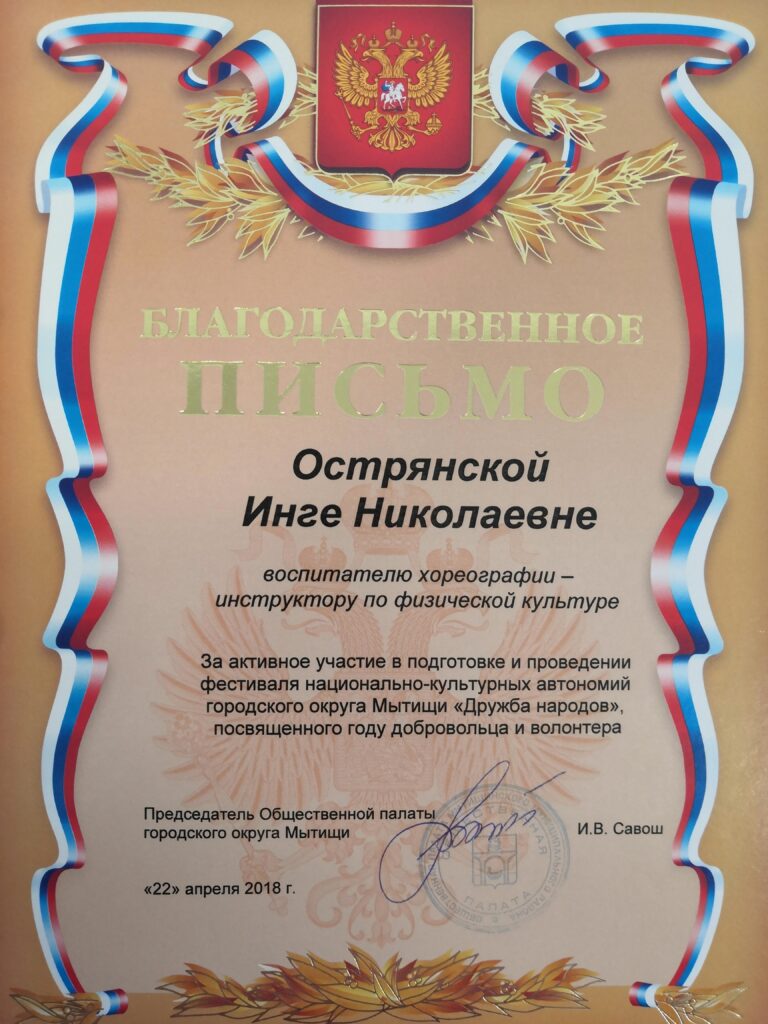 БЛАГОДАРСТВЕННОЕ
ПИСЬМО
Острянской
Инге Николаевне
воспитателю хореографии –
инструктору по физической культуре
За активное участие в подготовке и проведении
фестиваля национально-культурных автономий
городского округа Мытищи «Дружба народов»,
посвященного году добровольца и волонтера
Председатель Общественной палаты
городского округа Мытищи
И.В. Савош
«22» апреля 2018 г.
ПАЛАТА